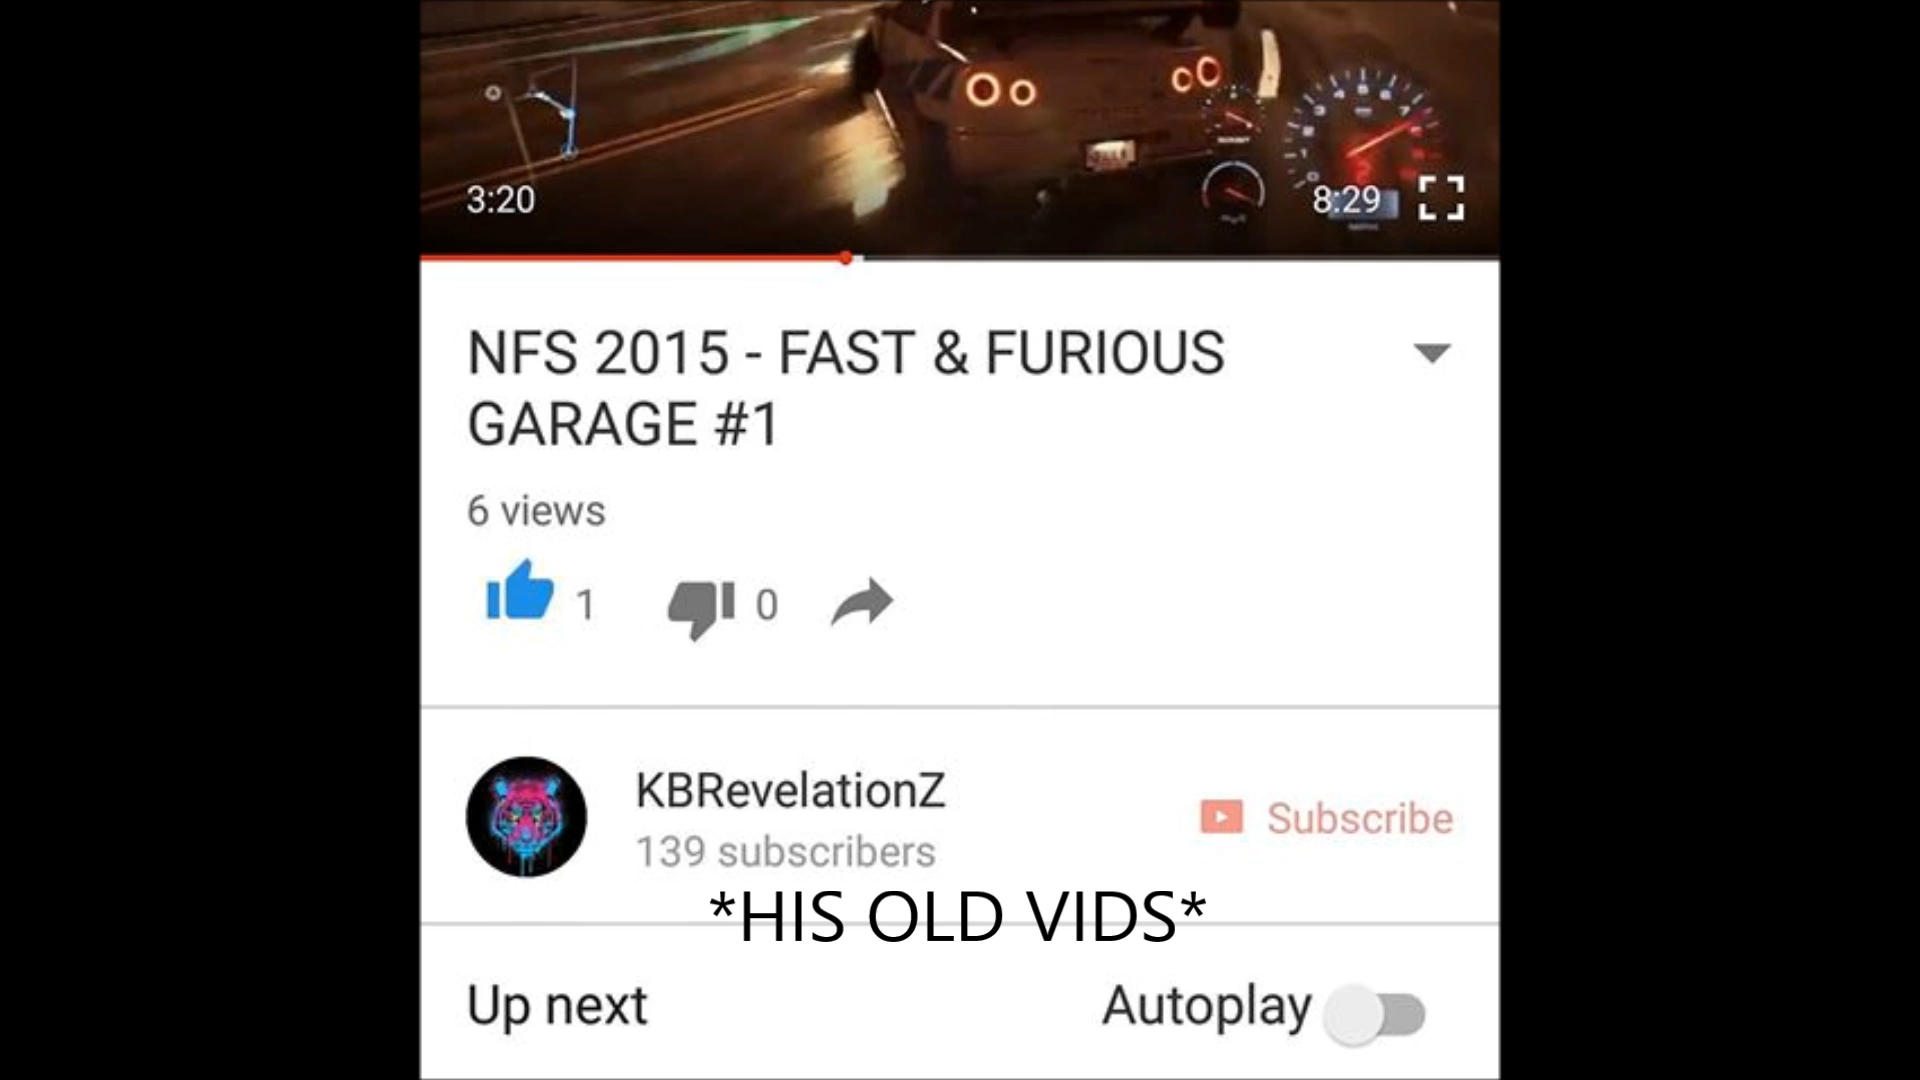 3:20
8:29
NFS 2015 - FAST & FURIOUS
GARAGE #1
6 views
1
0
KBRevelationZ
139 subscribers
Subscribe
*HIS OLD VIDS*
Up next
Autoplay